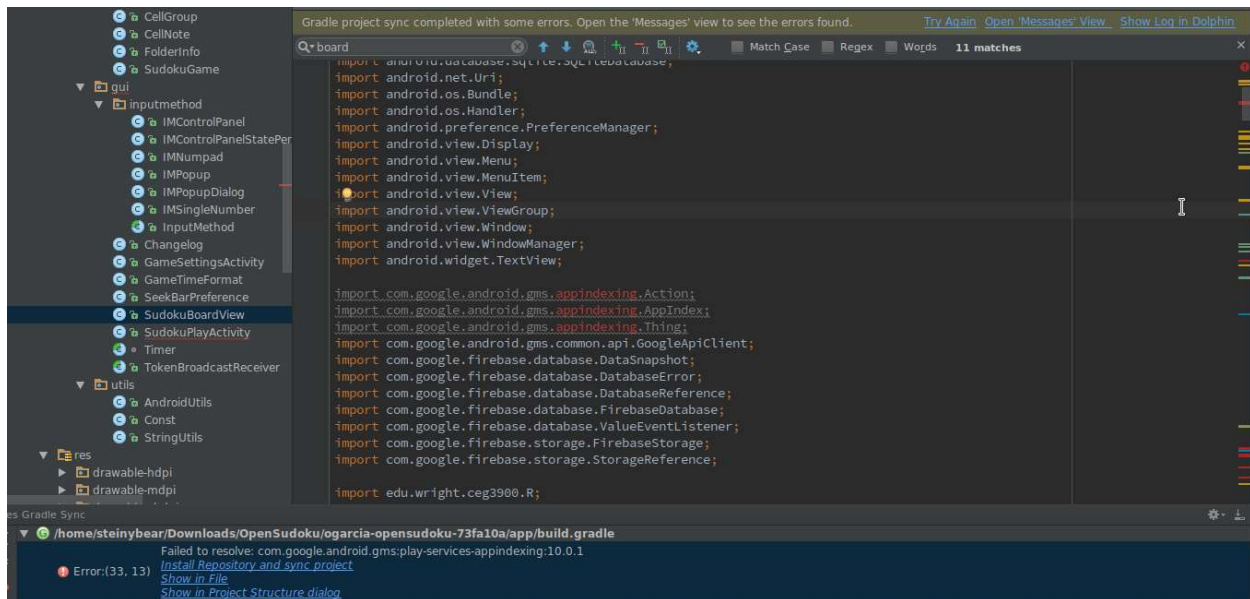 CellGroup
CellNote
FolderInfo
SudokuGame
gui
inputmethod
IMControlPanel
IMControlPanelStatePer
IMNumpad
IMPopup
IMPopupDialog
IMSingleNumber
InputMethod
Changelog
GameSettingsActivity
GameTimeFormat
SeekBarPreference
SudokuBoardView
SudokuPlayActivity
Timer
TokenBroadcastReceiver
utils
AndroidUtils
Const
StringUtils
res
drawable-hdpi
drawable-mdpi
Gradle project sync completed with some errors. Open the 'Messages' view to see the errors found. Try Again Open 'Messages' View Show Log in Dolphin
board Match Case Regex Words 11 matches
import android.database.sqlite.SQLiteDatabase;
import android.net.Uri;
import android.os.Bundle;
import android.os.Handler;
import android.preference.PreferenceManager;
import android.view.Display;
import android.view.Menu;
import android.view.MenuItem;
import android.view.View;
import android.view.ViewGroup;
import android.view.Window;
import android.view.WindowManager;
import android.widget.TextView;
import com.google.android.gms.appindexing.Action;
import com.google.android.gms.appindexing.AppIndex;
import com.google.android.gms.appindexing.Thing;
import com.google.android.gms.common.api.GoogleApiClient;
import com.google.firebase.database.DataSnapshot;
import com.google.firebase.database.DatabaseError;
import com.google.firebase.database.DatabaseReference;
import com.google.firebase.database.FirebaseDatabase;
import com.google.firebase.database.ValueEventListener;
import com.google.firebase.storage.FirebaseStorage;
import com.google.firebase.storage.StorageReference;
import edu.wright.ceg3900.R;
es Gradle Sync
/home/steinybear/Downloads/OpenSudoku/ogarcia-opensudoku-73fa10a/app/build.gradle
Failed to resolve: com.google.android.gms:play-services-appindexing:10.0.1
Error:(33, 13) Install Repository and sync project
Show in File
Show in Project Structure dialog